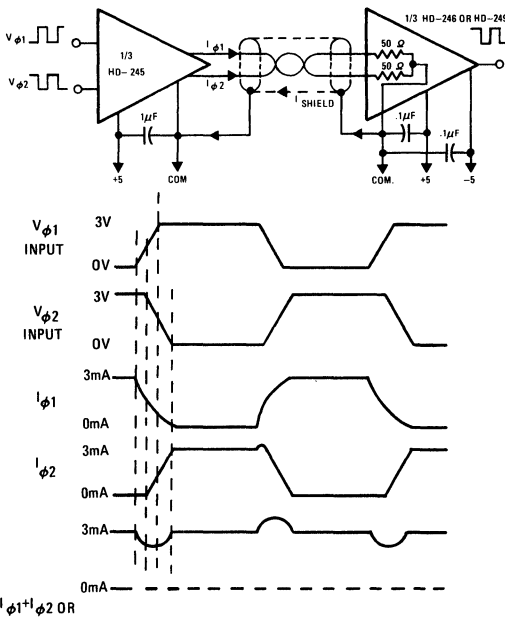 1/3 HD-246 OR HD-249
Vϕ1
Iϕ1
50 Ω
1/3
HD-245
50 Ω
Vϕ2
Iϕ2
I SHIELD
1μF
.1μF
.1μF
+5
COM
COM.
+5
-5
Vϕ1
INPUT
3V
0V
Vϕ2
INPUT
3V
0V
Iϕ1
3mA
0mA
Iϕ2
3mA
0mA
3mA
0mA
Iϕ1+Iϕ2 OR